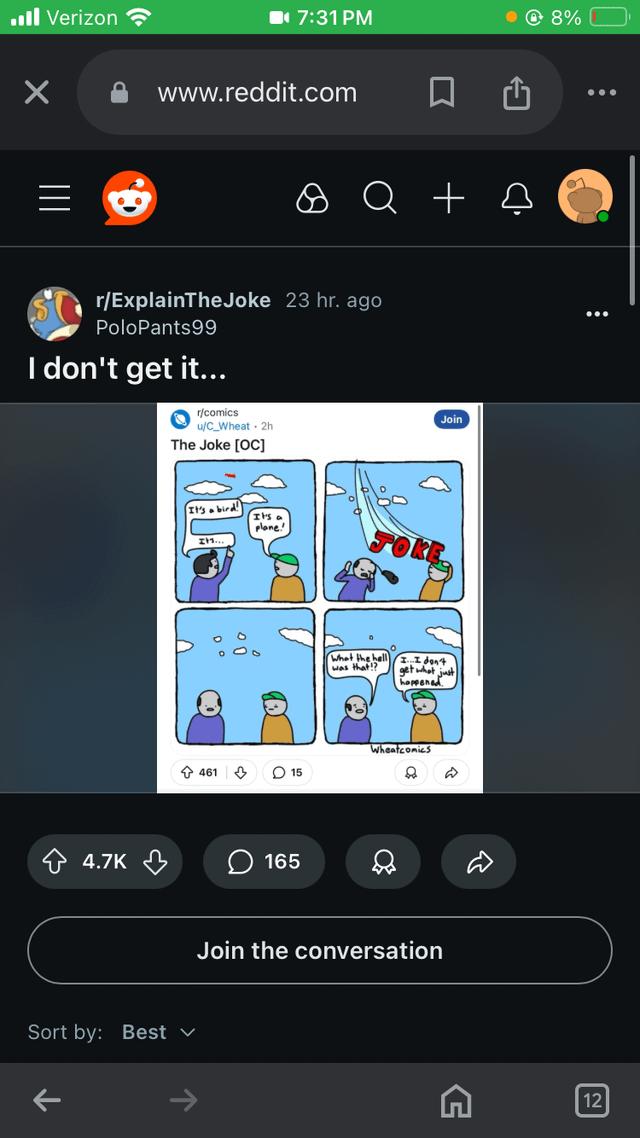 Verizon 7:31 PM 8%
www.reddit.com
r/ExplainTheJoke 23 hr. ago
PoloPants99
I don't get it...
r/comics
u/C_Wheat · 2h
Join
The Joke [OC]
It's a bird!
It's...
It's a
plane!
JOKE
What the hell
was that!?
I...I don't
get what just
happened.
Wheatcomics
461
15
4.7K
165
Join the conversation
Sort by: Best
12